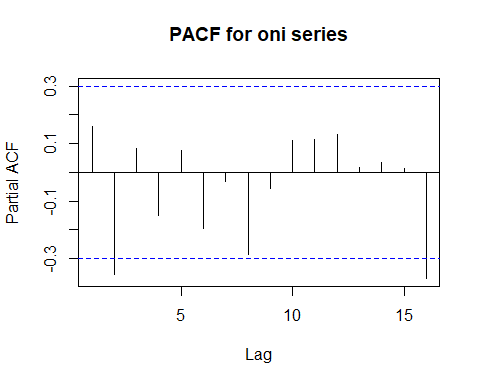 PACF for oni series
Partial ACF
0.3
0.1
-0.1
-0.3
5
10
15
Lag